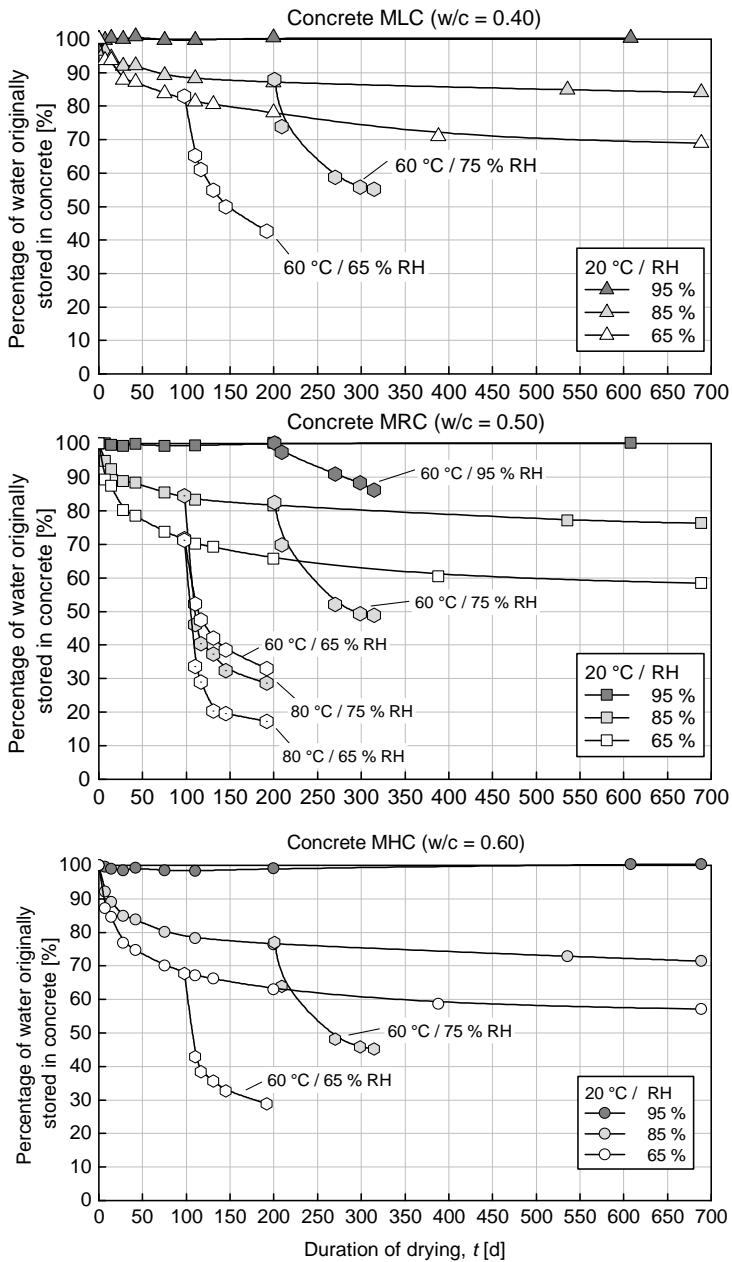 Concrete MLC (w/c = 0.40)
Percentage of water originally
stored in concrete [%]
100
90
80
70
60
50
40
30
20
10
0
60 °C / 75 % RH
60 °C / 65 % RH
20 °C / RH
95 %
85 %
65 %
0 50 100 150 200 250 300 350 400 450 500 550 600 650 700
Concrete MRC (w/c = 0.50)
Percentage of water originally
stored in concrete [%]
100
90
80
70
60
50
40
30
20
10
0
60 °C / 95 % RH
60 °C / 75 % RH
60 °C / 65 % RH
80 °C / 75 % RH
80 °C / 65 % RH
20 °C / RH
95 %
85 %
65 %
0 50 100 150 200 250 300 350 400 450 500 550 600 650 700
Concrete MHC (w/c = 0.60)
Percentage of water originally
stored in concrete [%]
100
90
80
70
60
50
40
30
20
10
0
60 °C / 75 % RH
60 °C / 65 % RH
20 °C / RH
95 %
85 %
65 %
0 50 100 150 200 250 300 350 400 450 500 550 600 650 700
Duration of drying, t [d]